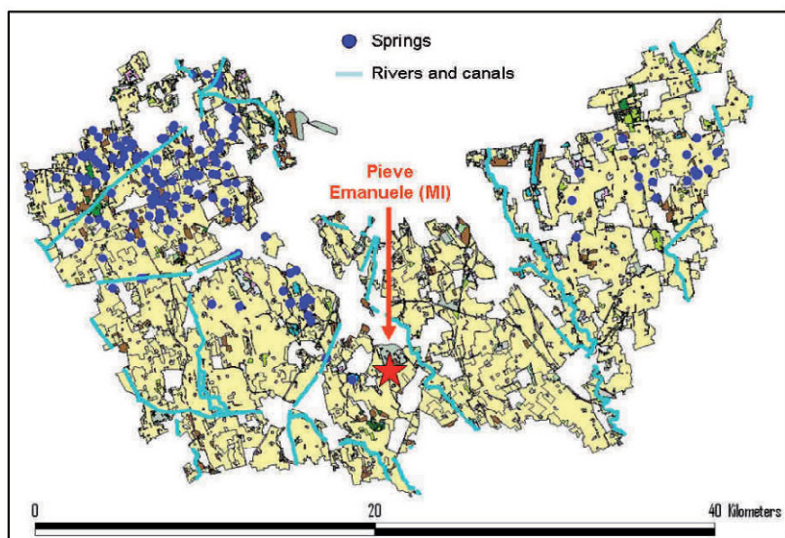 Springs
Rivers and canals
Pieve
Emanuele (MI)
0
20
40 Kilometers